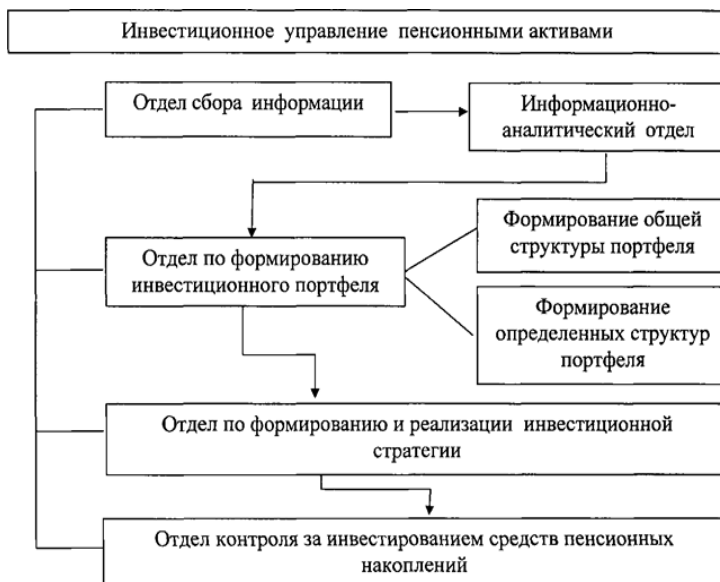 Инвестиционное управление пенсионными активами
Отдел сбора информации
Информационно-
аналитический отдел
Формирование общей
структуры портфеля
Отдел по формированию
инвестиционного портфеля
Формирование
определенных структур
портфеля
Отдел по формированию и реализации инвестиционной
стратегии
Отдел контроля за инвестированием средств пенсионных
накоплений